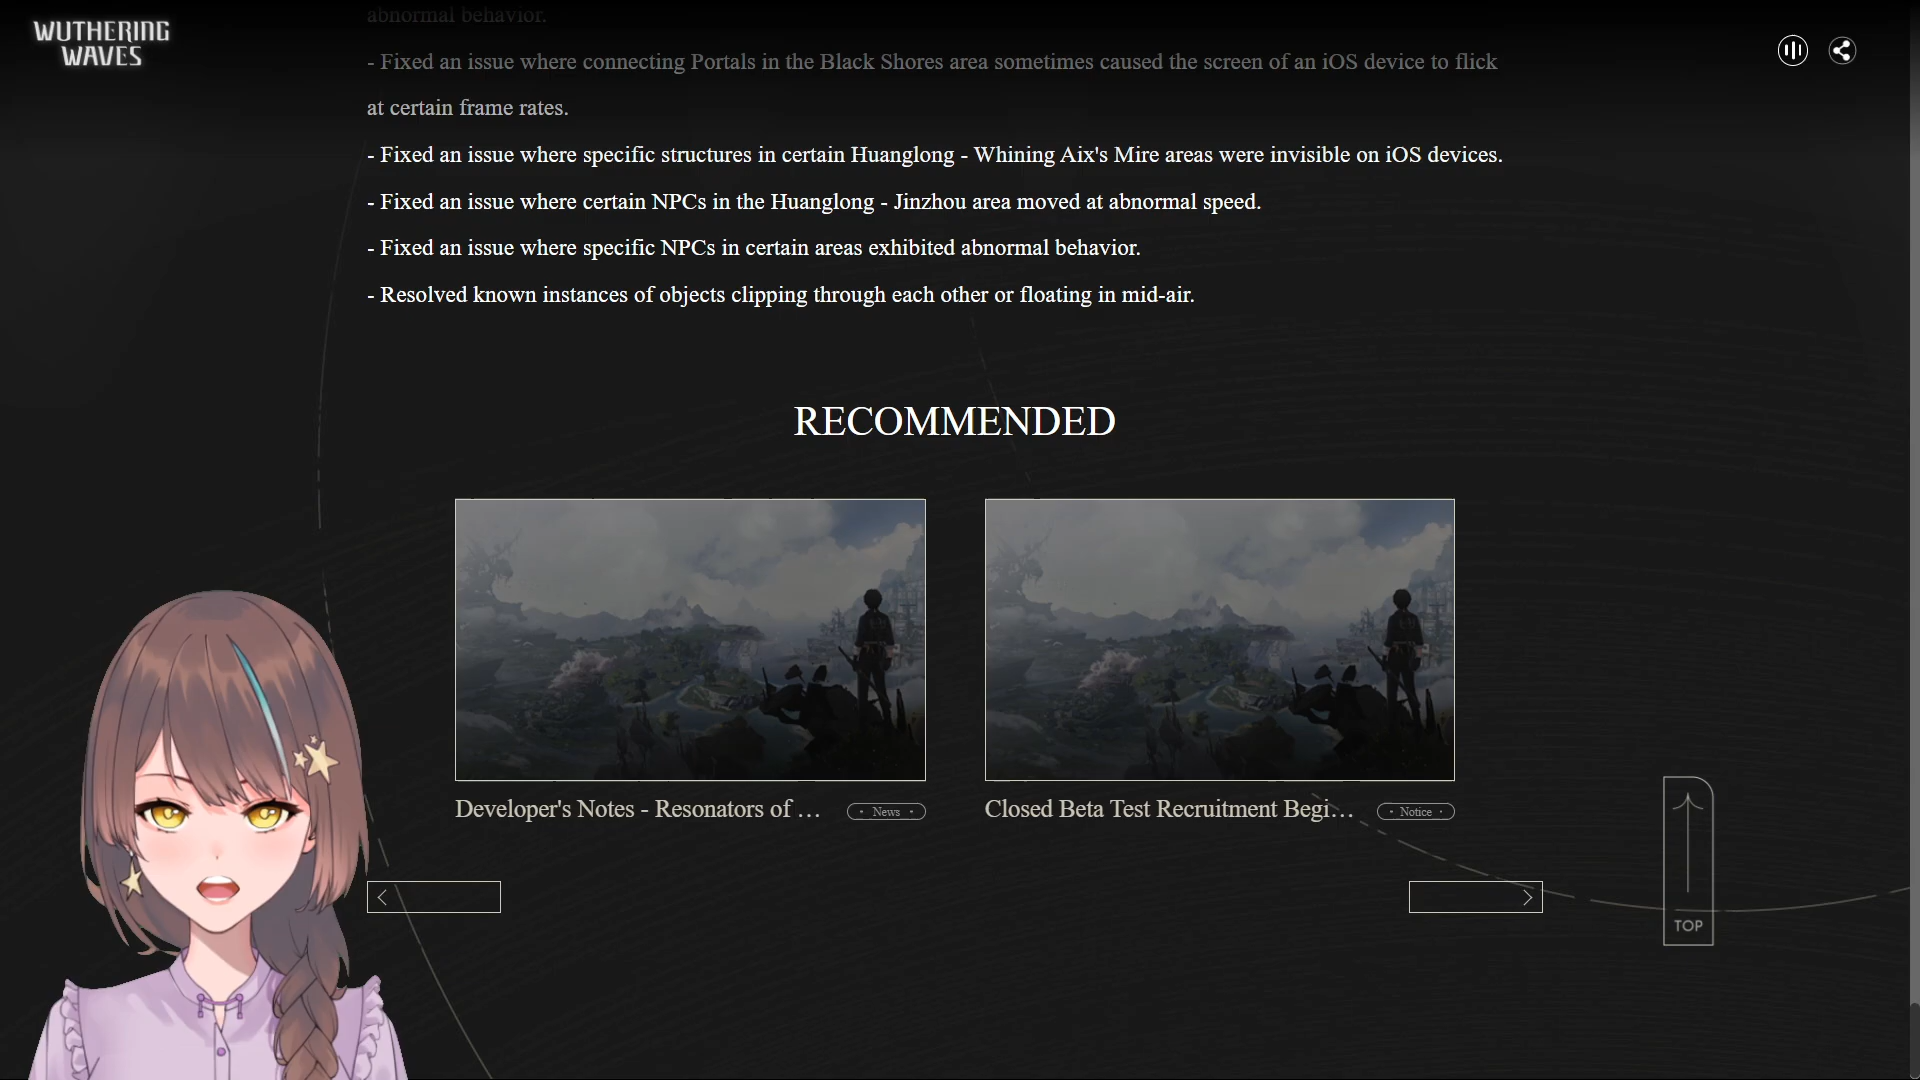 WUTHERING
WAVES
abnormal behavior.
- Fixed an issue where connecting Portals in the Black Shores area sometimes caused the screen of an iOS device to flick
at certain frame rates.
- Fixed an issue where specific structures in certain Huanglong - Whining Aix's Mire areas were invisible on iOS devices.
- Fixed an issue where certain NPCs in the Huanglong - Jinzhou area moved at abnormal speed.
- Fixed an issue where specific NPCs in certain areas exhibited abnormal behavior.
- Resolved known instances of objects clipping through each other or floating in mid-air.
RECOMMENDED
Developer's Notes - Resonators of ...
· News ·
Closed Beta Test Recruitment Begi...
· Notice ·
TOP